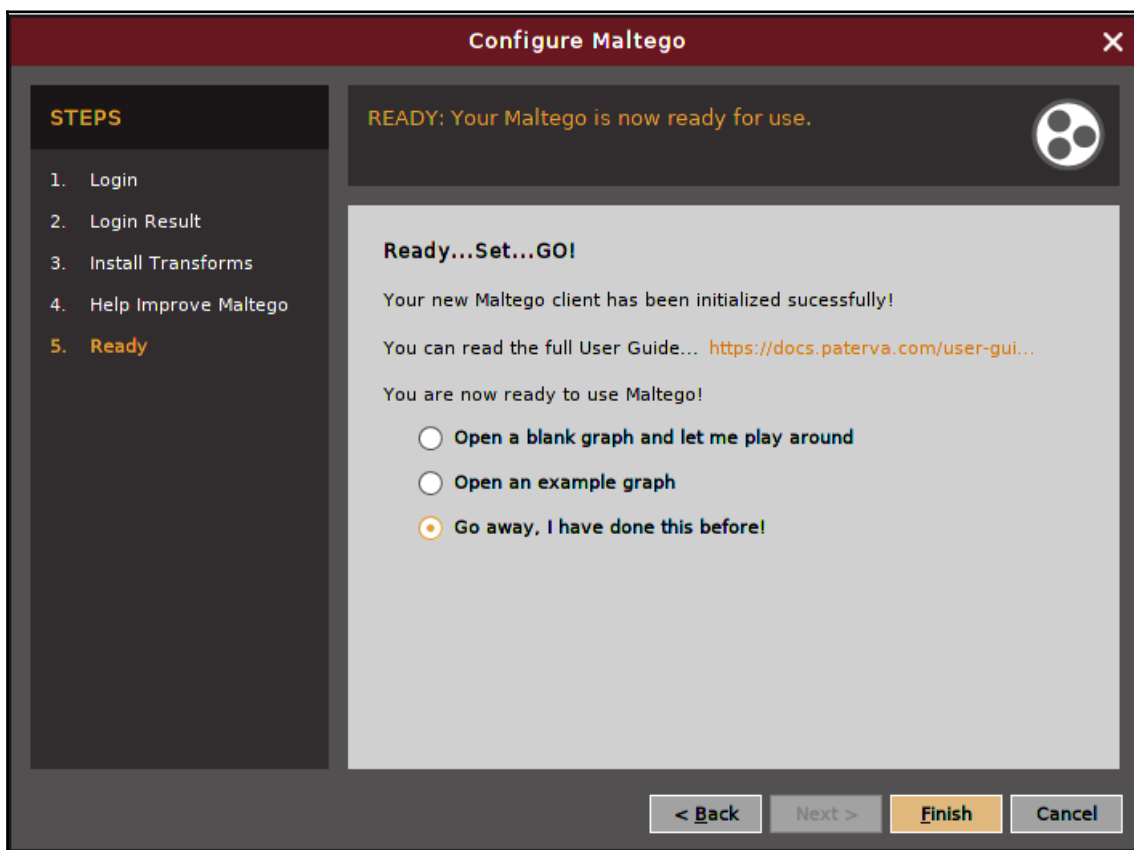 Configure Maltego
STEPS
1. Login
2. Login Result
3. Install Transforms
4. Help Improve Maltego
5. Ready
READY: Your Maltego is now ready for use.
Ready...Set...GO!
Your new Maltego client has been initialized sucessfully!
You can read the full User Guide... https://docs.paterva.com/user-gui...
You are now ready to use Maltego!
Open a blank graph and let me play around
Open an example graph
Go away, I have done this before!
< Back Next > Finish Cancel